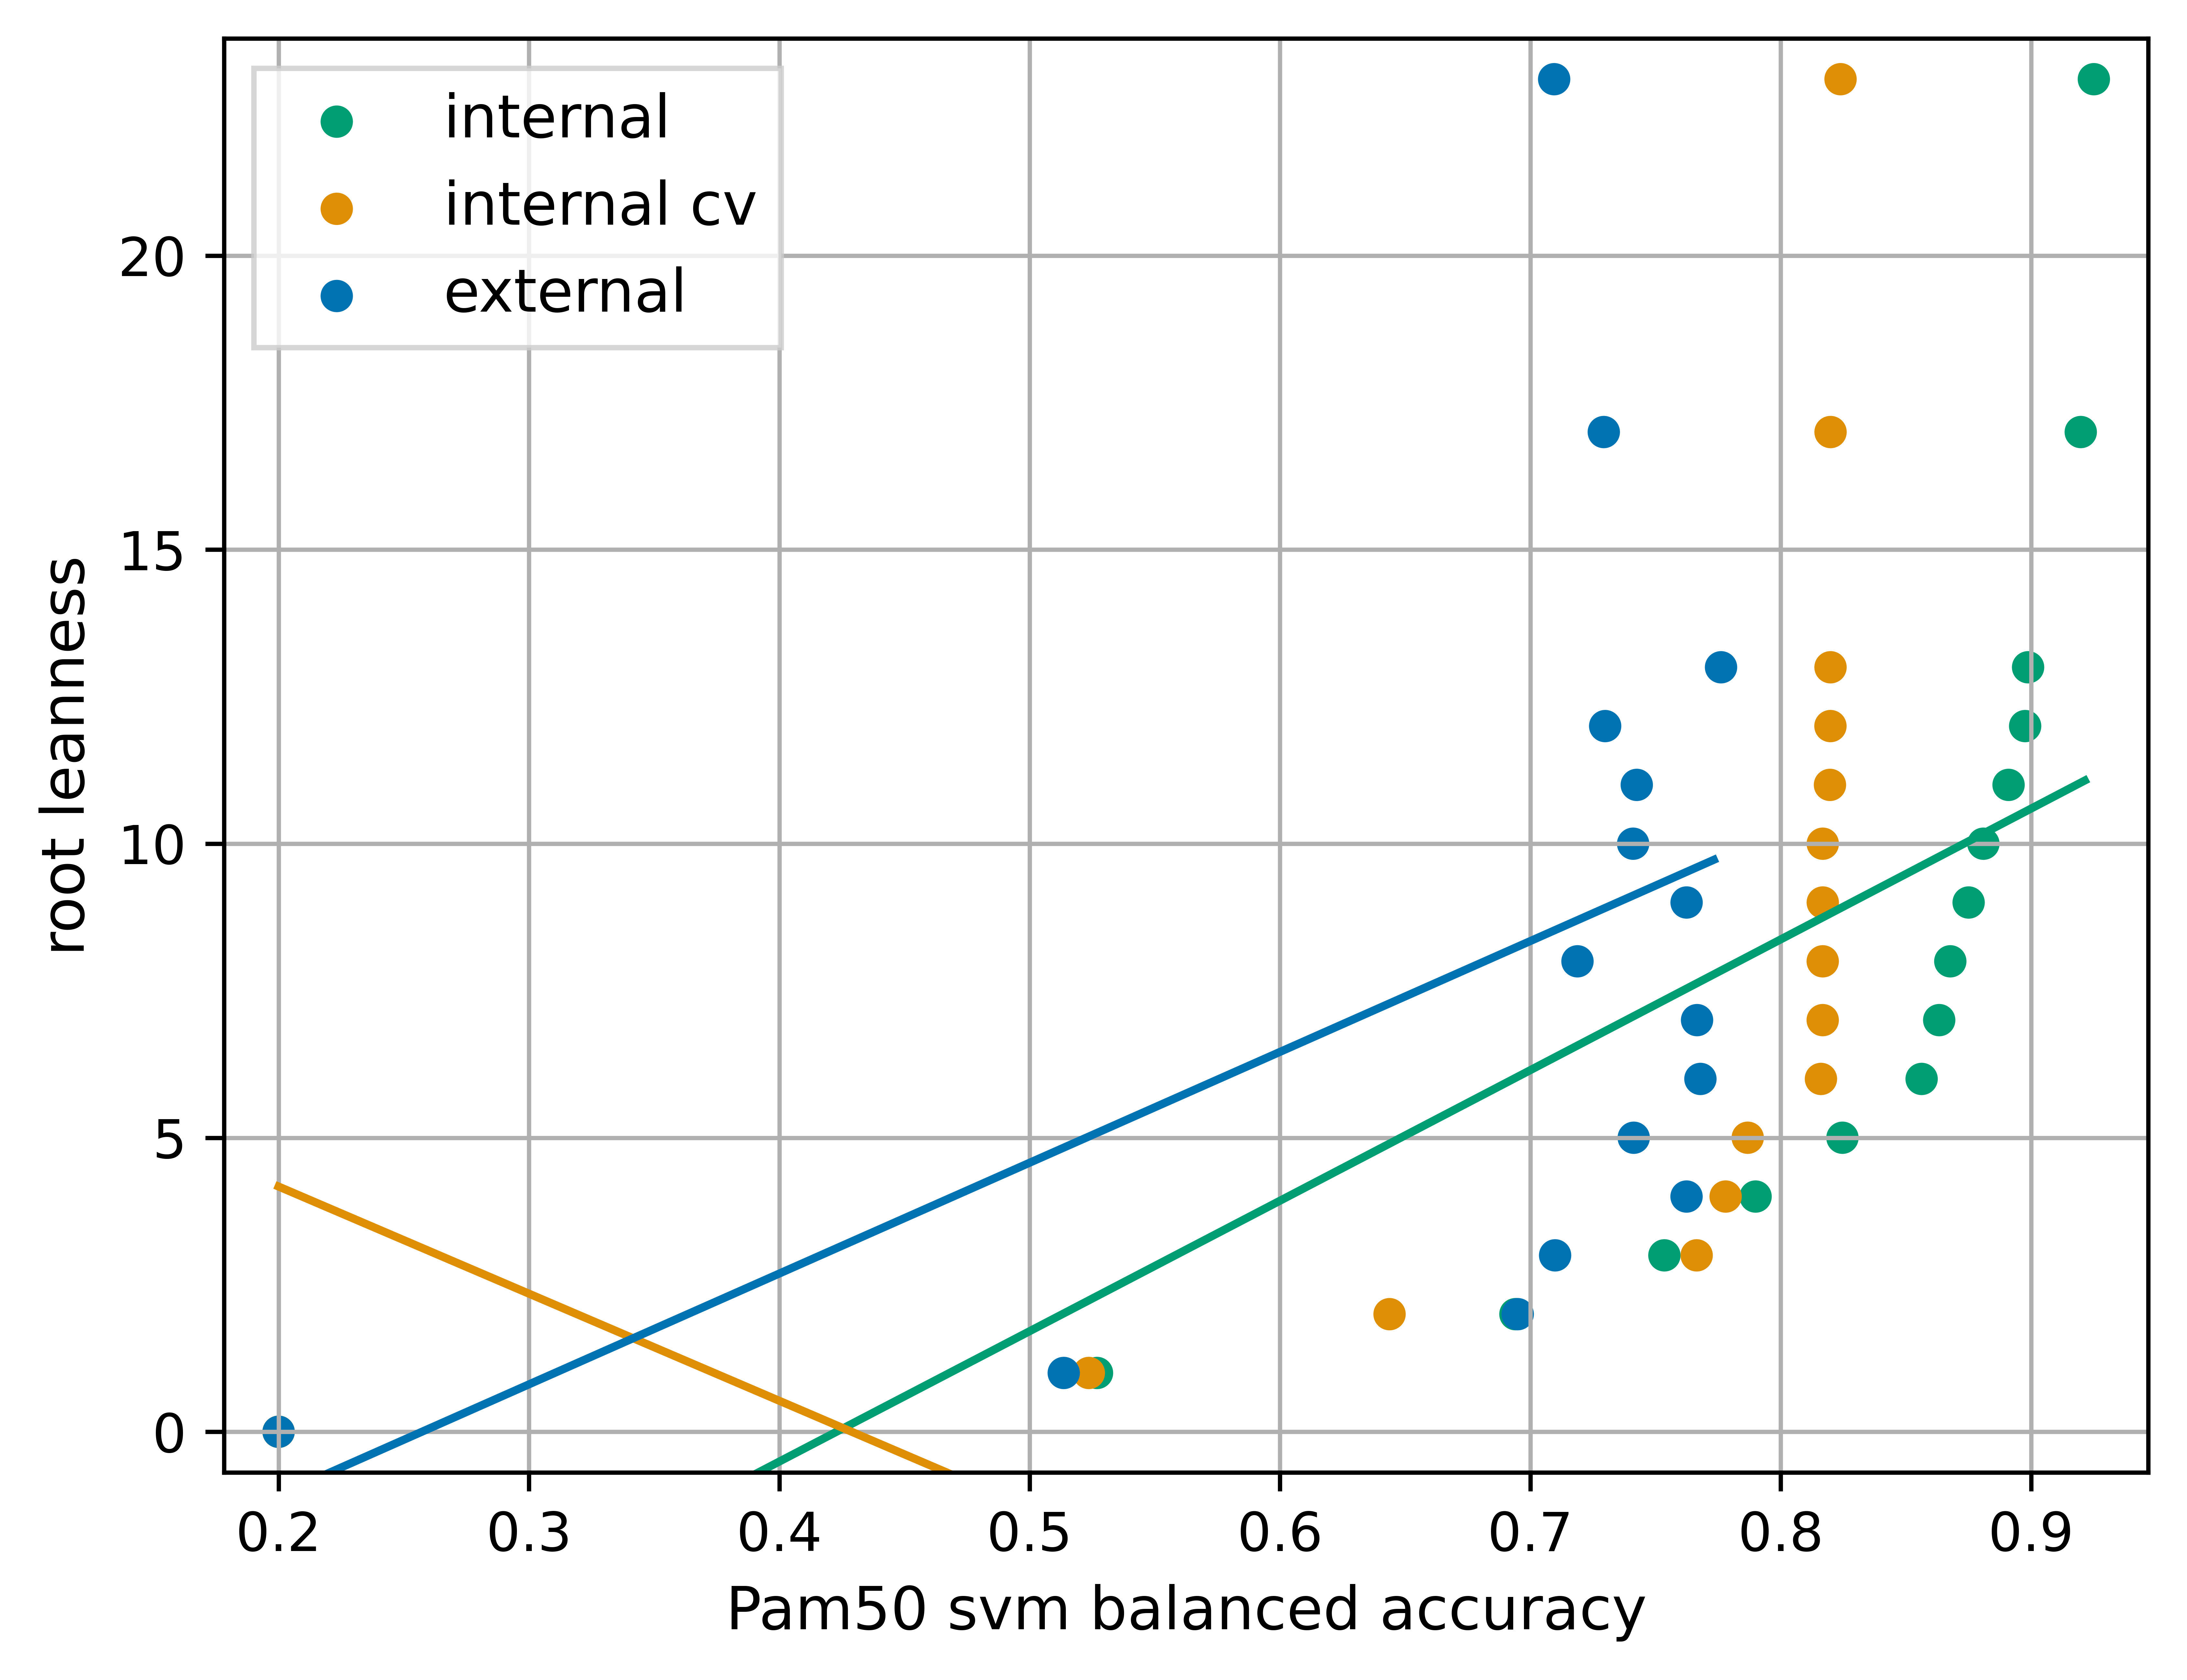 internal
internal cv
external
20
15
10
5
0
root leanness
0.2 0.3 0.4 0.5 0.6 0.7 0.8 0.9
Pam50 svm balanced accuracy